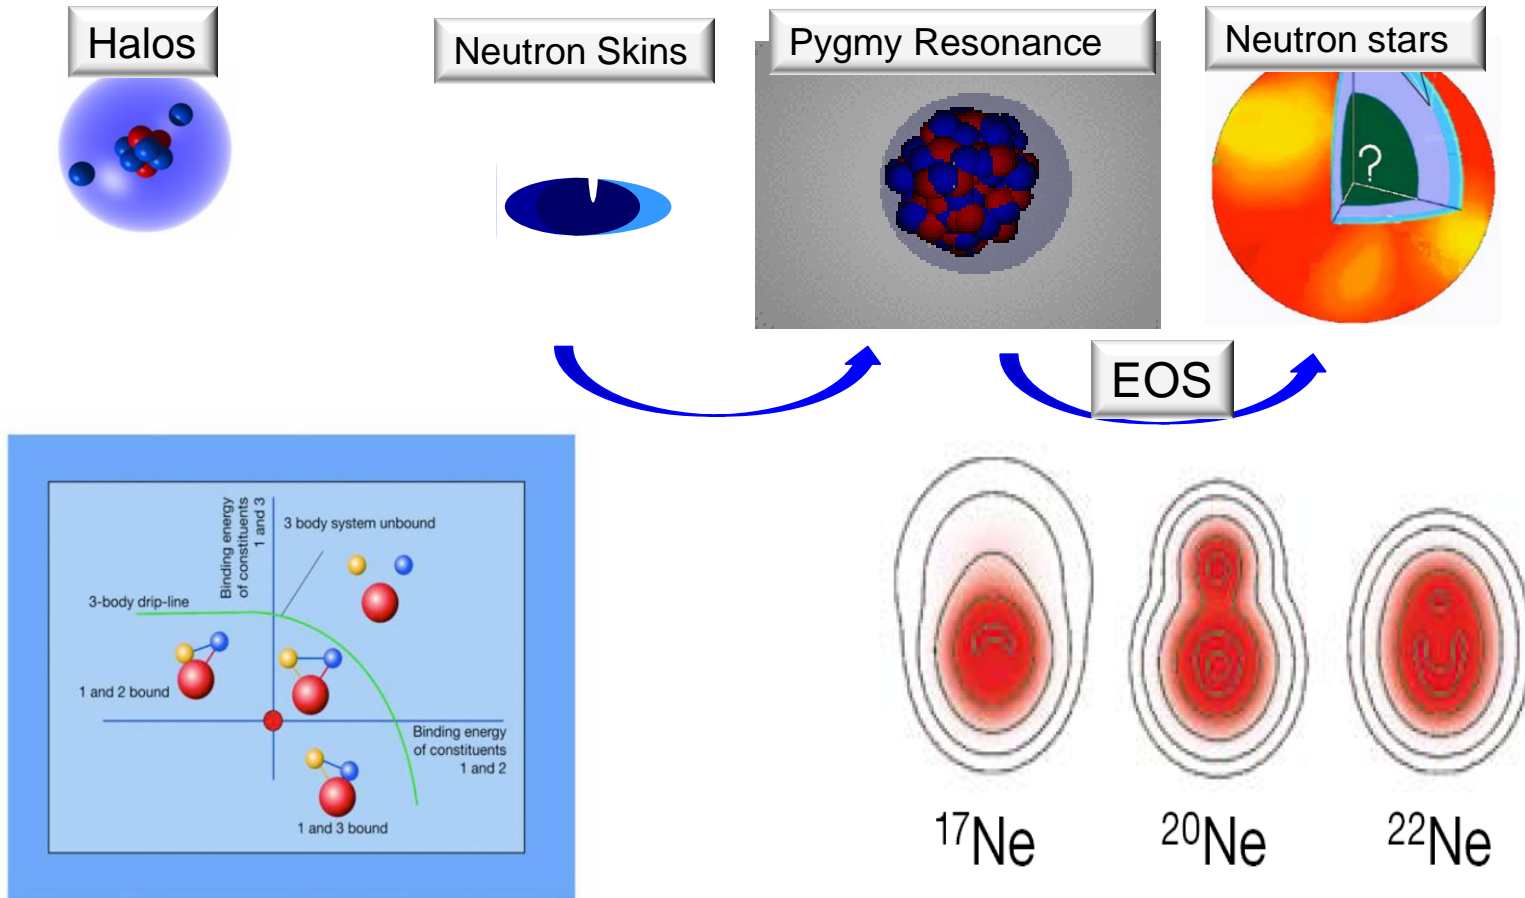 Halos
Neutron Skins
Pygmy Resonance
Neutron stars
?
EOS
Binding energy
of constituents
1 and 3
3 body system unbound
3-body drip-line
1 and 2 bound
Binding energy
of constituents
1 and 2
1 and 3 bound
¹⁷Ne
²⁰Ne
²²Ne